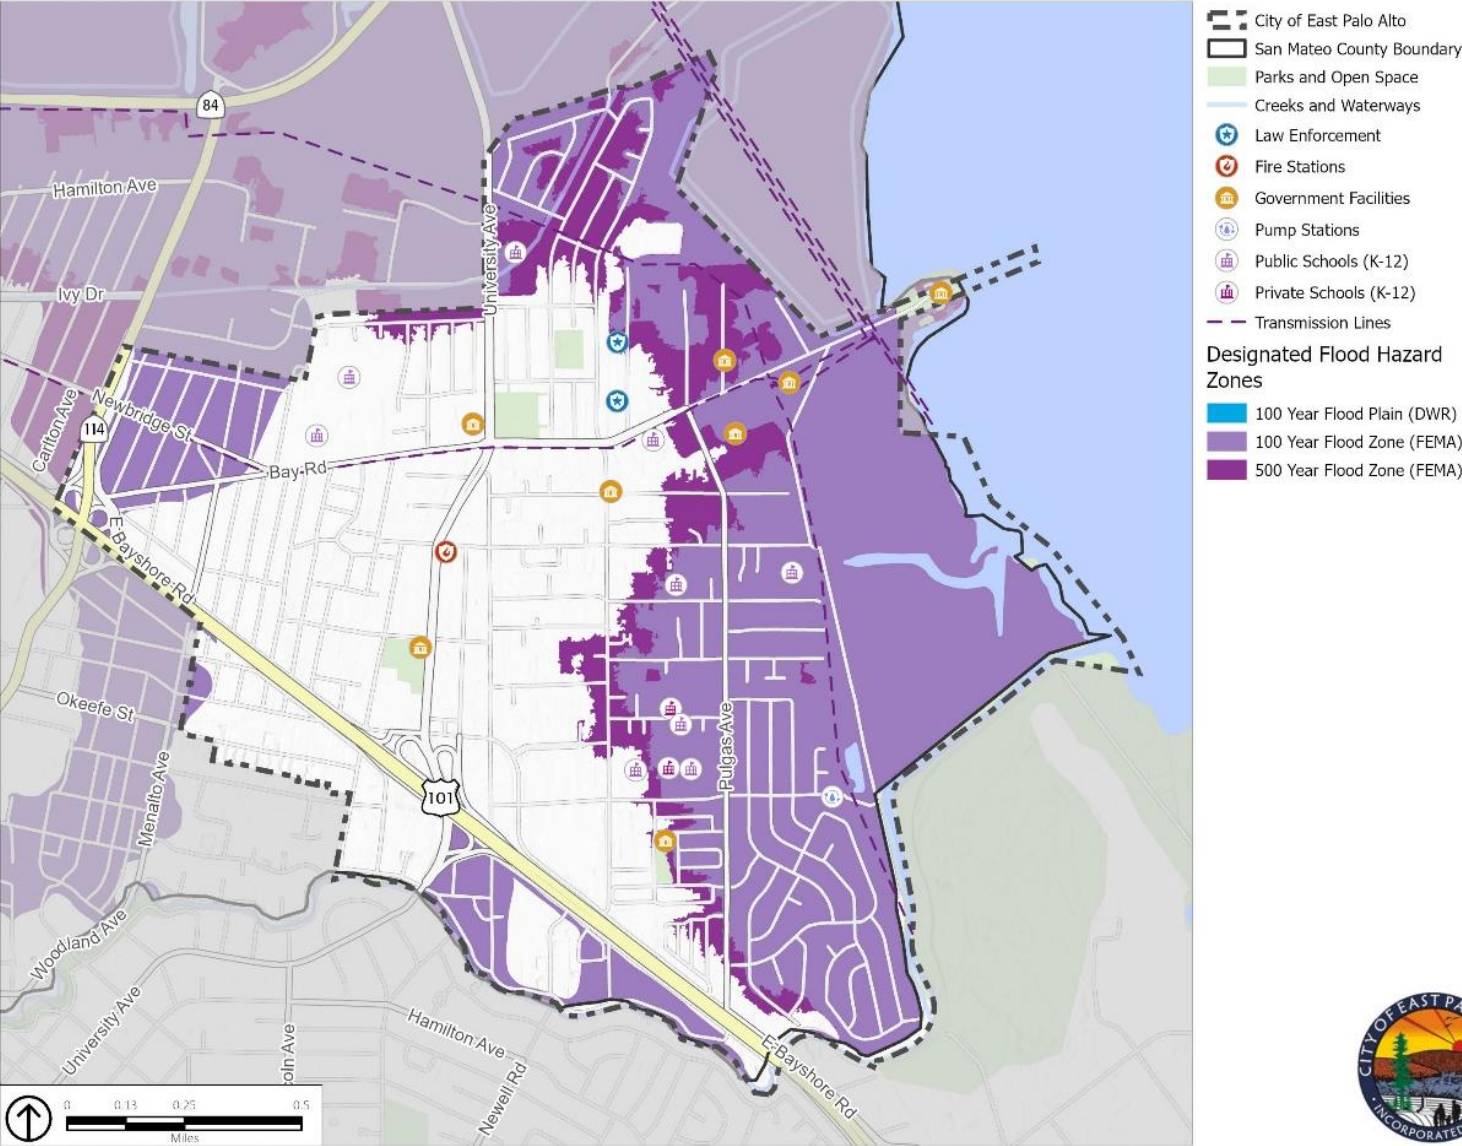 City of East Palo Alto
San Mateo County Boundary
Parks and Open Space
Creeks and Waterways
Law Enforcement
Fire Stations
Government Facilities
Pump Stations
Public Schools (K-12)
Private Schools (K-12)
Transmission Lines
Designated Flood Hazard
Zones
100 Year Flood Plain (DWR)
100 Year Flood Zone (FEMA)
500 Year Flood Zone (FEMA)
84
Hamilton Ave
University Ave
Ivy Dr
Carlton Ave
Newbridge St
114
Bay Rd
E Bayshore Rd
Okeefe St
Menalto Ave
Pulgas Ave
101
Woodland Ave
University Ave
coln Ave
Hamilton Ave
Newell Rd
E Bayshore Rd
0 0.13 0.25 0.5
Miles
CITY OF EAST PA
INCORPORATED